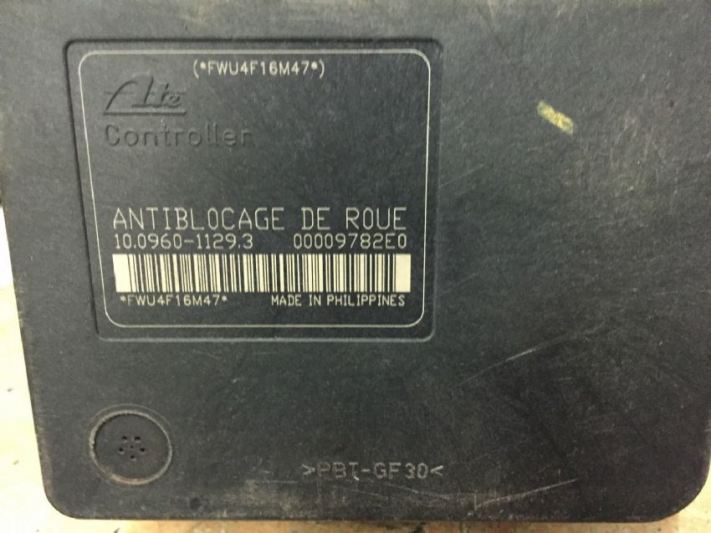 (*FWU4F16M47*)
Ate
Controller
ANTIBLOCAGE DE ROUE
10.0960-1129.3 00009782E0
*FWU4F16M47* MADE IN PHILIPPINES
>PBT-GF30<